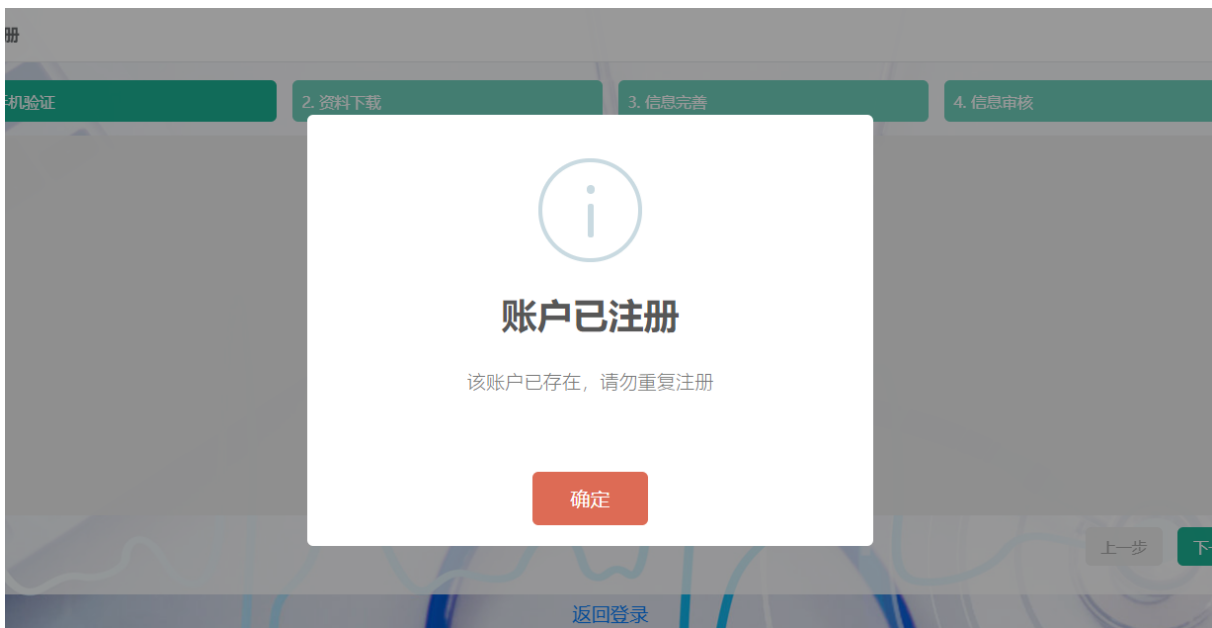 册
机验证
2. 资料下载
3. 信息完善
4. 信息审核
账户已注册
该账户已存在，请勿重复注册
确定
上一步
下一
返回登录